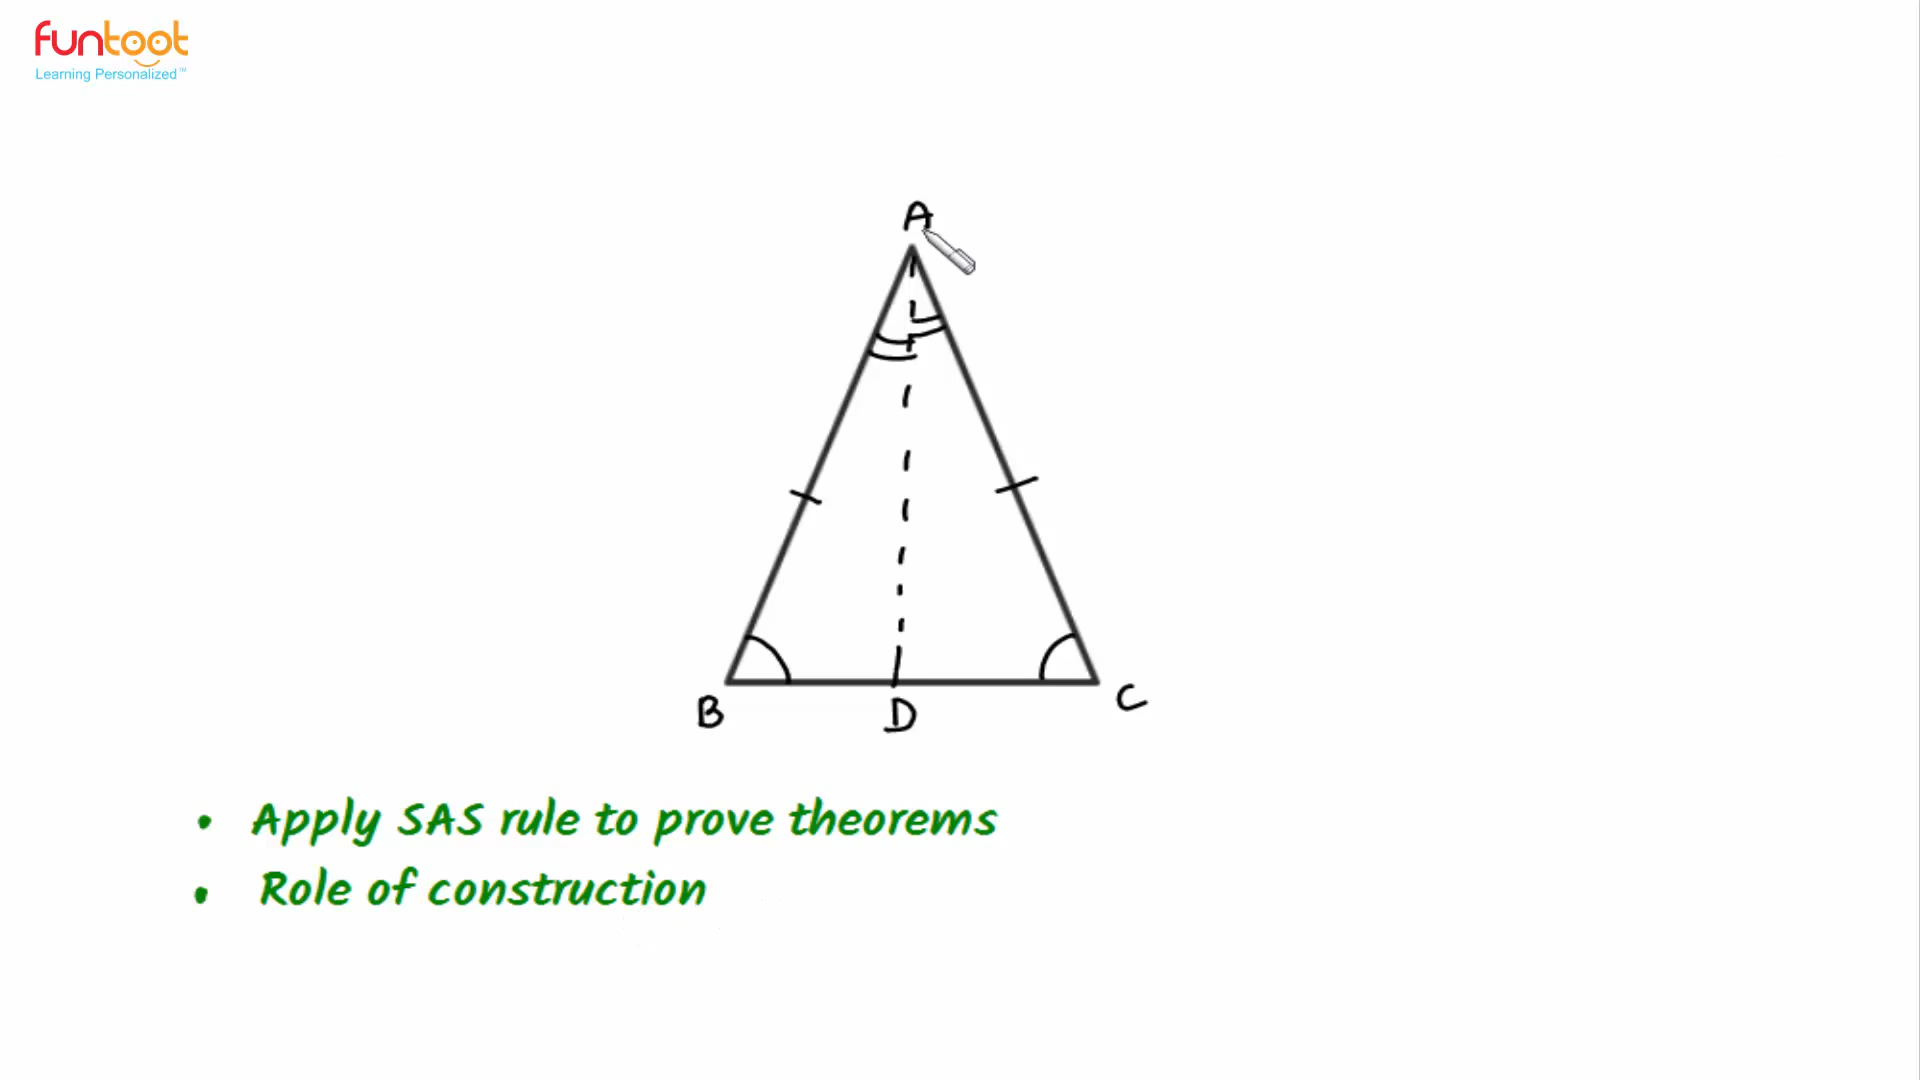 funtoot
Learning Personalized™
A
B
D
C
• Apply SAS rule to prove theorems
• Role of construction